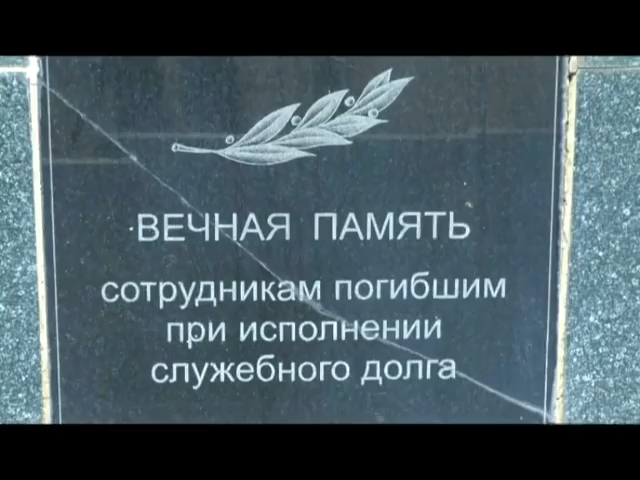 ВЕЧНАЯ ПАМЯТЬ
сотрудникам погибшим
при исполнении
служебного долга